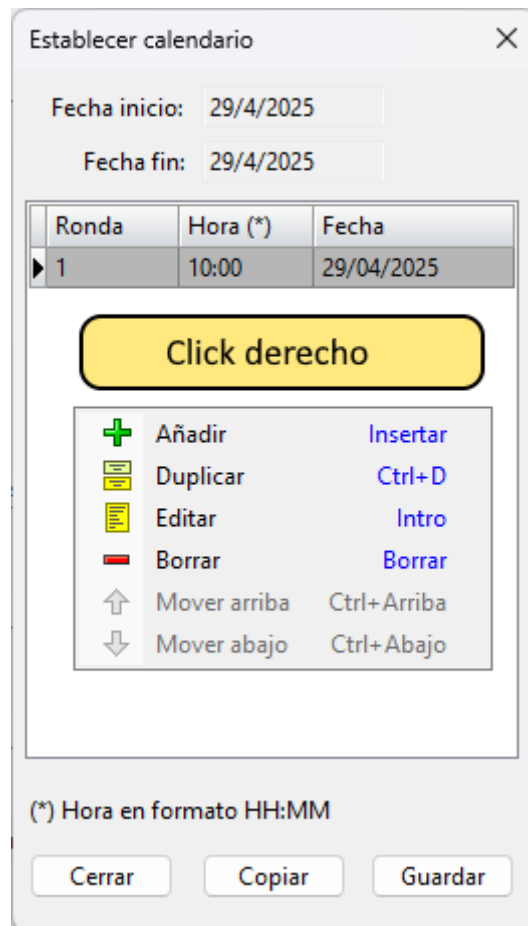 Establecer calendario
Fecha inicio: 29/4/2025
Fecha fin: 29/4/2025
Ronda Hora (*) Fecha
1 10:00 29/04/2025
Click derecho
Añadir Insertar
Duplicar Ctrl+D
Editar Intro
Borrar Borrar
Mover arriba Ctrl+Arriba
Mover abajo Ctrl+Abajo
(*) Hora en formato HH:MM
Cerrar Copiar Guardar